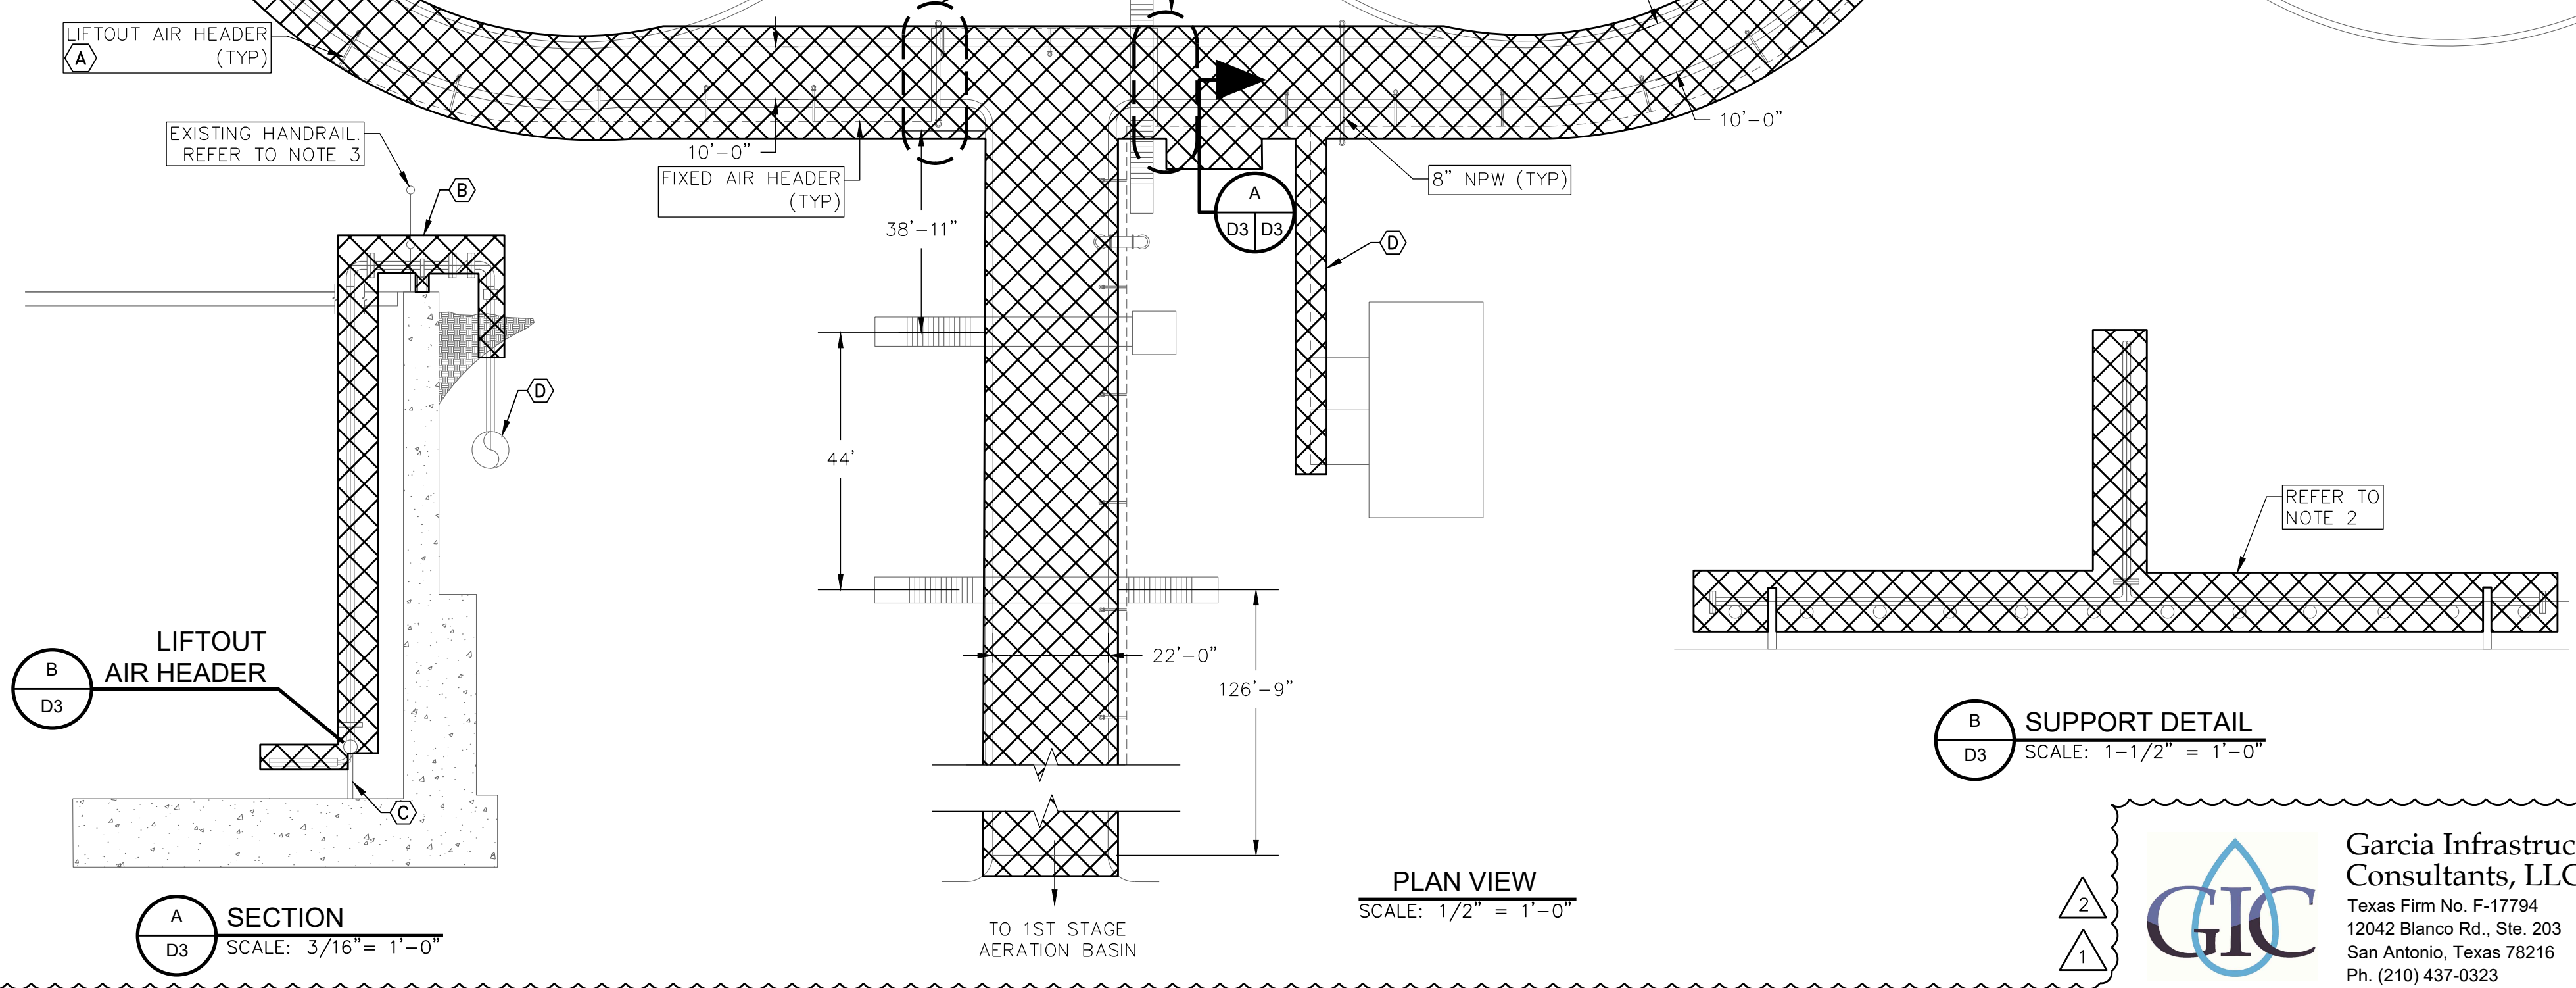 LIFTOUT AIR HEADER
A
(TYP)
EXISTING HANDRAIL.
REFER TO NOTE 3
B
10'-0"
FIXED AIR HEADER
(TYP)
38'-11"
10'-0"
8" NPW (TYP)
A
D3
D3
D
D
44'
22'-0"
126'-9"
REFER TO
NOTE 2
LIFTOUT
AIR HEADER
B
D3
C
A
D3
SECTION
SCALE: 3/16"= 1'-0"
TO 1ST STAGE
AERATION BASIN
PLAN VIEW
SCALE: 1/2" = 1'-0"
B
D3
SUPPORT DETAIL
SCALE: 1-1/2" = 1'-0"
2
1
GIC
Garcia Infrastruc
Consultants, LLC
Texas Firm No. F-17794
12042 Blanco Rd., Ste. 203
San Antonio, Texas 78216
Ph. (210) 437-0323